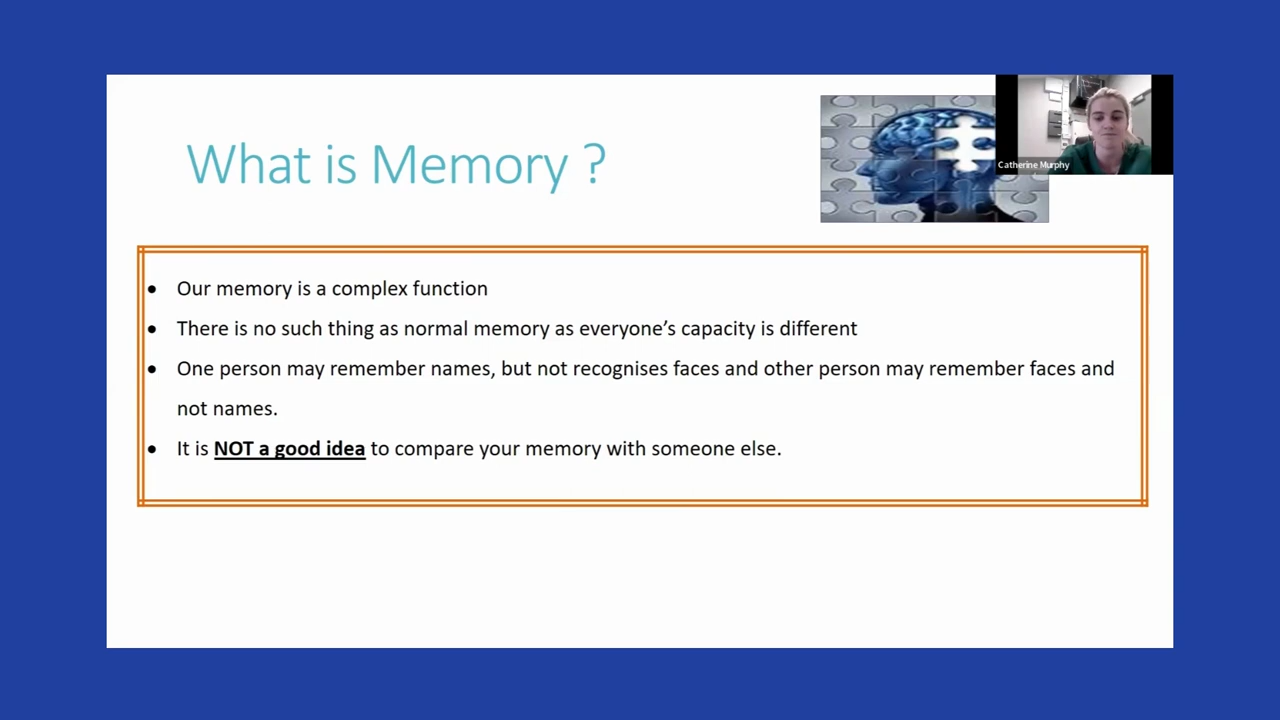 What is Memory ?
Catherine Murphy
Our memory is a complex function
There is no such thing as normal memory as everyone's capacity is different
One person may remember names, but not recognises faces and other person may remember faces and
not names.
It is NOT a good idea to compare your memory with someone else.